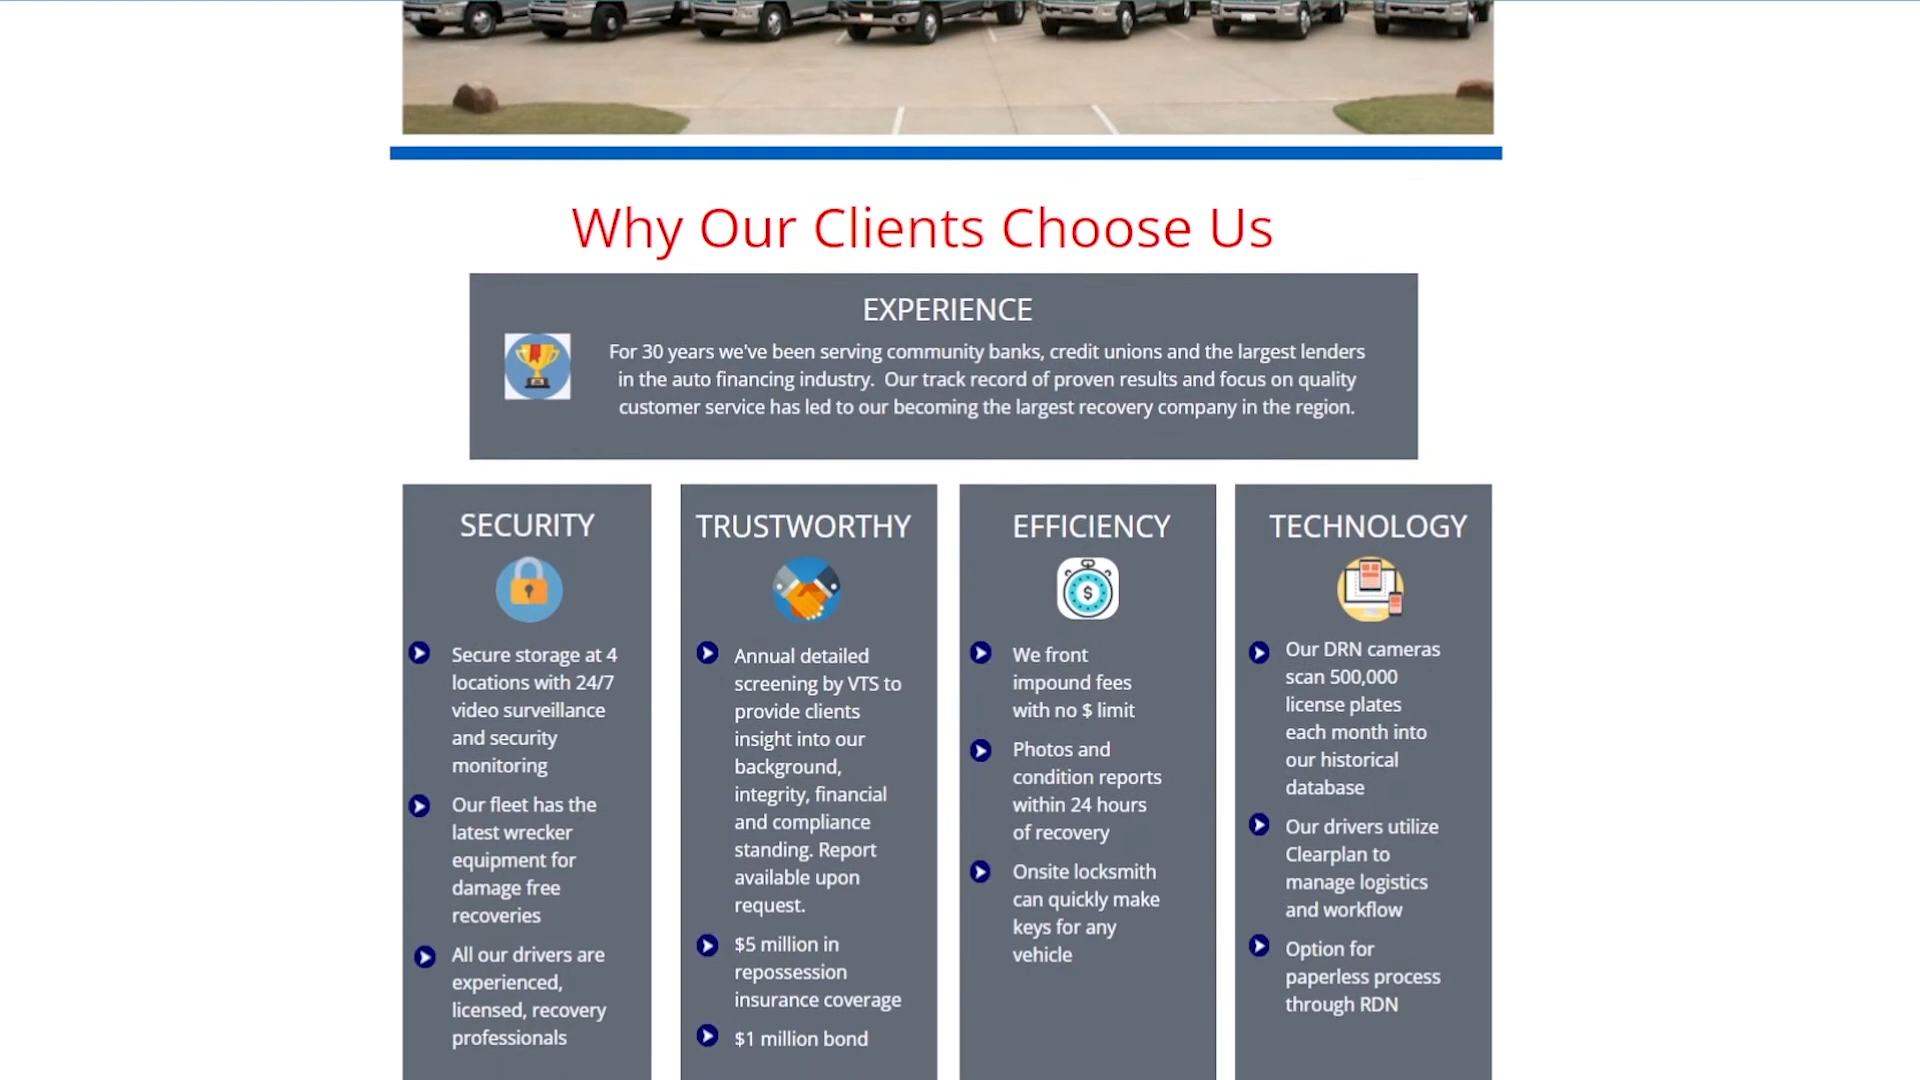 Why Our Clients Choose Us
EXPERIENCE
For 30 years we've been serving community banks, credit unions and the largest lenders
in the auto financing industry.  Our track record of proven results and focus on quality
customer service has led to our becoming the largest recovery company in the region.
SECURITY
Secure storage at 4
locations with 24/7
video surveillance
and security
monitoring
Our fleet has the
latest wrecker
equipment for
damage free
recoveries
All our drivers are
experienced,
licensed, recovery
professionals
TRUSTWORTHY
Annual detailed
screening by VTS to
provide clients
insight into our
background,
integrity, financial
and compliance
standing. Report
available upon
request.
$5 million in
repossession
insurance coverage
$1 million bond
EFFICIENCY
$
We front
impound fees
with no $ limit
Photos and
condition reports
within 24 hours
of recovery
Onsite locksmith
can quickly make
keys for any
vehicle
TECHNOLOGY
Our DRN cameras
scan 500,000
license plates
each month into
our historical
database
Our drivers utilize
Clearplan to
manage logistics
and workflow
Option for
paperless process
through RDN